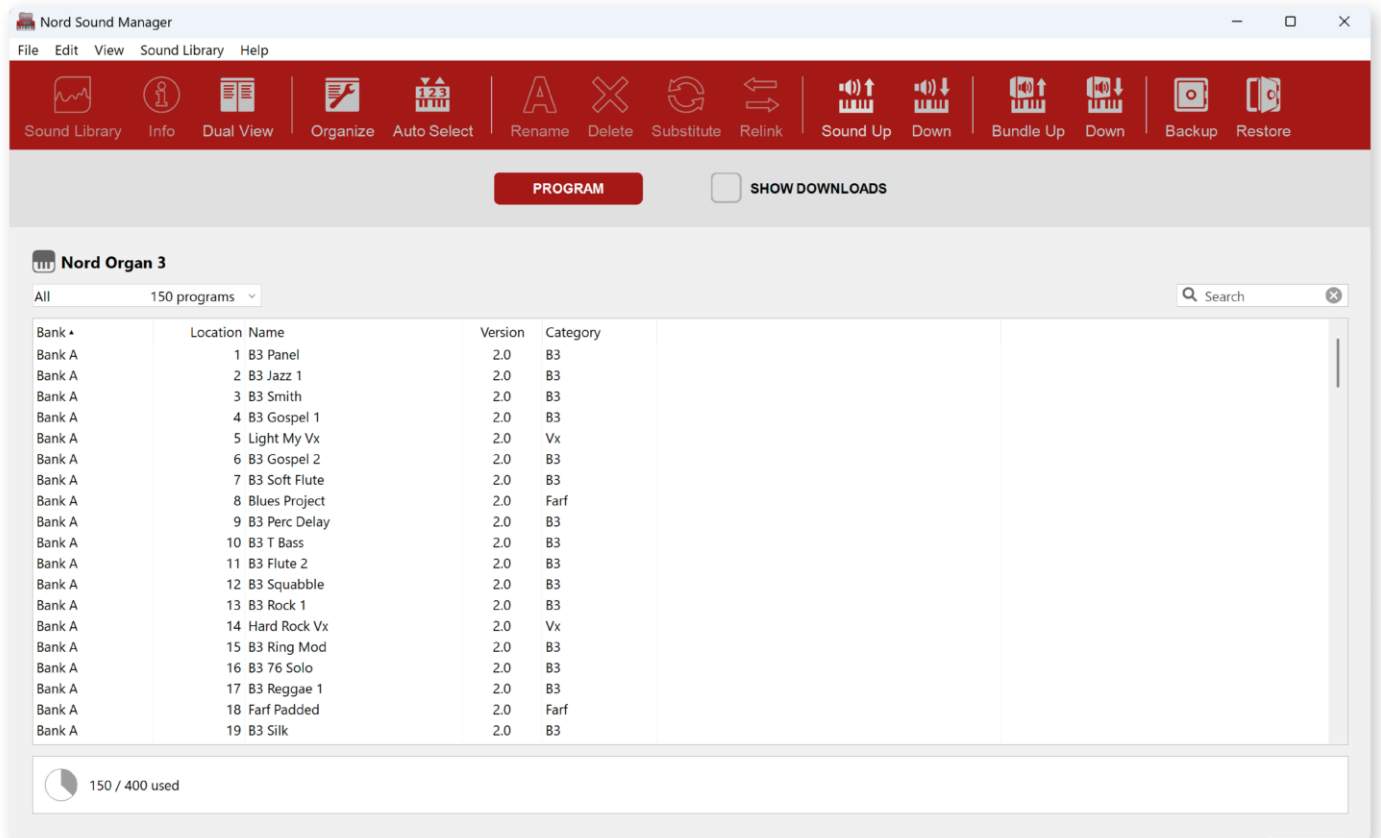 Nord Sound Manager
File Edit View Sound Library Help
Sound Library Info Dual View Organize Auto Select Rename Delete Substitute Relink Sound Up Down Bundle Up Down Backup Restore
PROGRAM SHOW DOWNLOADS
Nord Organ 3
All 150 programs Search
Bank Location Name Version Category
Bank A 1 B3 Panel 2.0 B3
Bank A 2 B3 Jazz 1 2.0 B3
Bank A 3 B3 Smith 2.0 B3
Bank A 4 B3 Gospel 1 2.0 B3
Bank A 5 Light My Vx 2.0 Vx
Bank A 6 B3 Gospel 2 2.0 B3
Bank A 7 B3 Soft Flute 2.0 B3
Bank A 8 Blues Project 2.0 Farf
Bank A 9 B3 Perc Delay 2.0 B3
Bank A 10 B3 T Bass 2.0 B3
Bank A 11 B3 Flute 2 2.0 B3
Bank A 12 B3 Squabble 2.0 B3
Bank A 13 B3 Rock 1 2.0 B3
Bank A 14 Hard Rock Vx 2.0 Vx
Bank A 15 B3 Ring Mod 2.0 B3
Bank A 16 B3 76 Solo 2.0 B3
Bank A 17 B3 Reggae 1 2.0 B3
Bank A 18 Farf Padded 2.0 Farf
Bank A 19 B3 Silk 2.0 B3
150 / 400 used